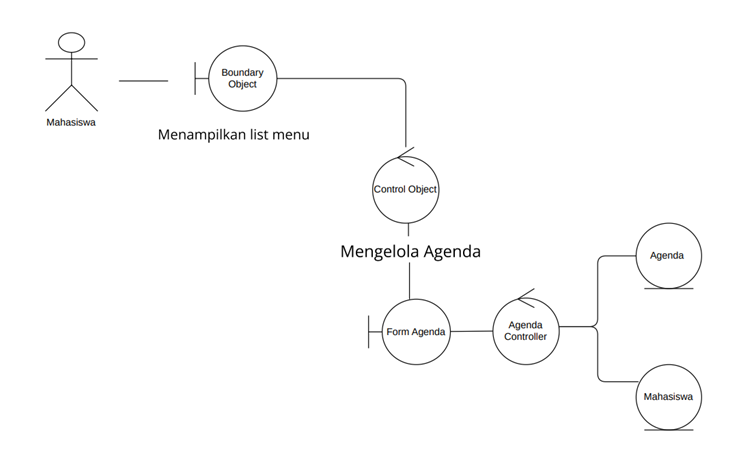 Boundary
Object
Mahasiswa
Menampilkan list menu
Control Object
Mengelola Agenda
Agenda
Form Agenda
Agenda
Controller
Mahasiswa